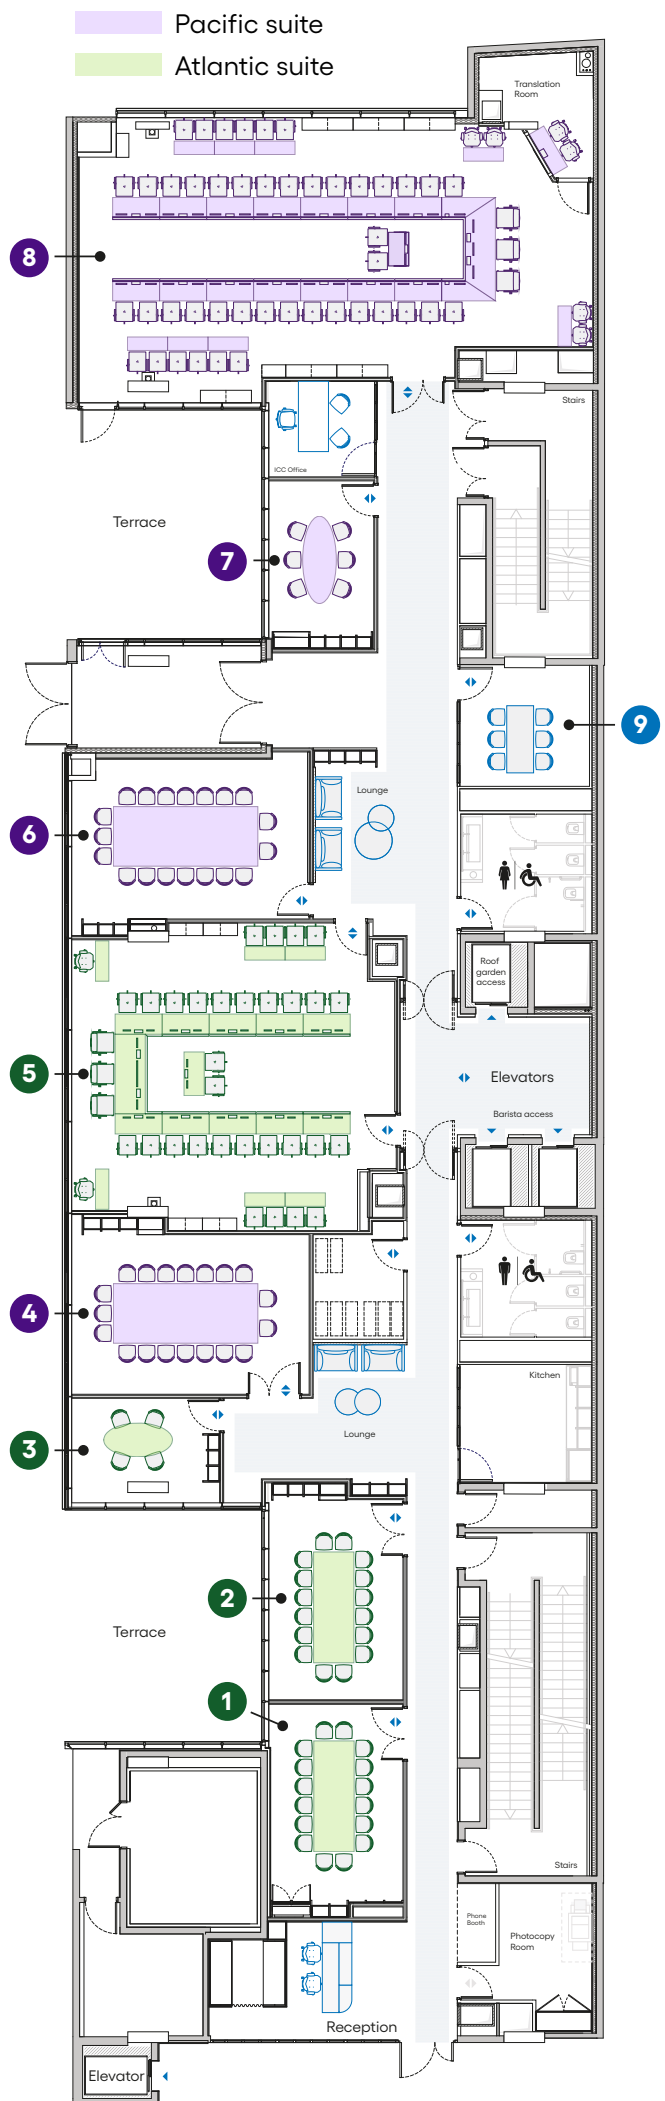 Pacific suite
Atlantic suite
Translation
Room
8
Stairs
ICC Office
Terrace
7
9
Lounge
6
Roof
garden
access
5
Elevators
Barista access
4
Kitchen
Lounge
3
2
Terrace
1
Stairs
Phone
Booth
Photocopy
Room
Reception
Elevator